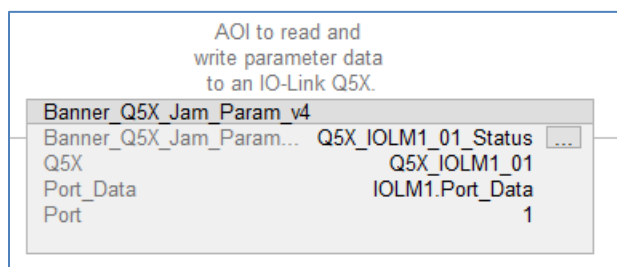 AOI to read and
write parameter data
to an IO-Link Q5X.
Banner_Q5X_Jam_Param_v4
Banner_Q5X_Jam_Param... Q5X_IOLM1_01_Status ...
Q5X Q5X_IOLM1_01
Port_Data IOLM1.Port_Data
Port 1